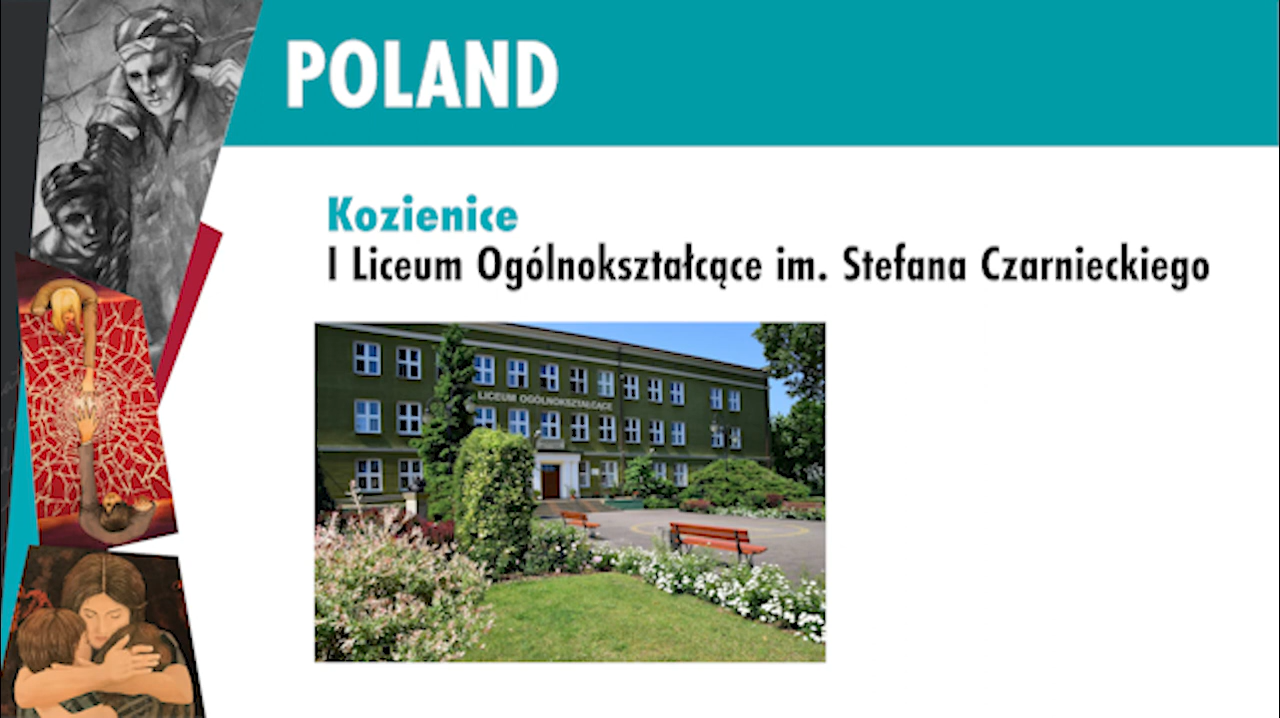 POLAND
Kozienice
I Liceum Ogólnokształcące im. Stefana Czarnieckiego
LICEUM OGÓLNOKSZTAŁCĄCE